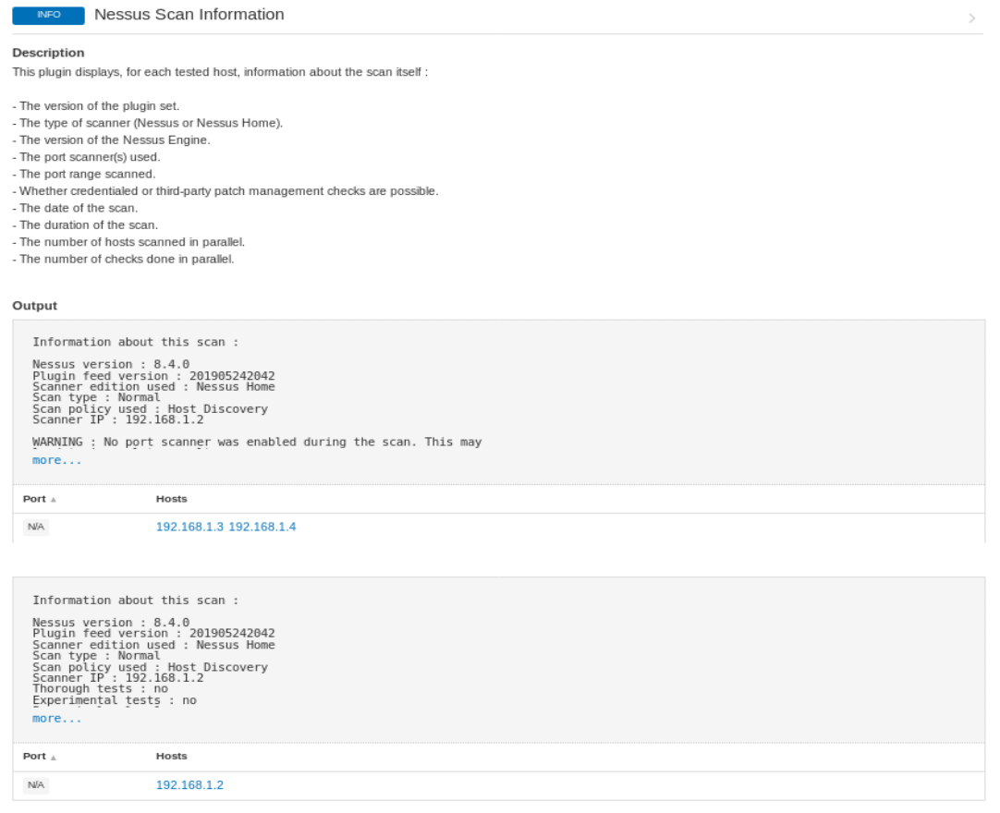 INFO Nessus Scan Information
Description
This plugin displays, for each tested host, information about the scan itself :
- The version of the plugin set.
- The type of scanner (Nessus or Nessus Home).
- The version of the Nessus Engine.
- The port scanner(s) used.
- The port range scanned.
- Whether credentialed or third-party patch management checks are possible.
- The date of the scan.
- The duration of the scan.
- The number of hosts scanned in parallel.
- The number of checks done in parallel.
Output
Information about this scan :
Nessus version : 8.4.0
Plugin feed version : 201905242042
Scanner edition used : Nessus Home
Scan type : Normal
Scan policy used : Host Discovery
Scanner IP : 192.168.1.2
WARNING : No port scanner was enabled during the scan. This may
more...
Port ▲ Hosts
N/A 192.168.1.3 192.168.1.4
Information about this scan :
Nessus version : 8.4.0
Plugin feed version : 201905242042
Scanner edition used : Nessus Home
Scan type : Normal
Scan policy used : Host Discovery
Scanner IP : 192.168.1.2
Thorough tests : no
Experimental tests : no
more...
Port ▲ Hosts
N/A 192.168.1.2